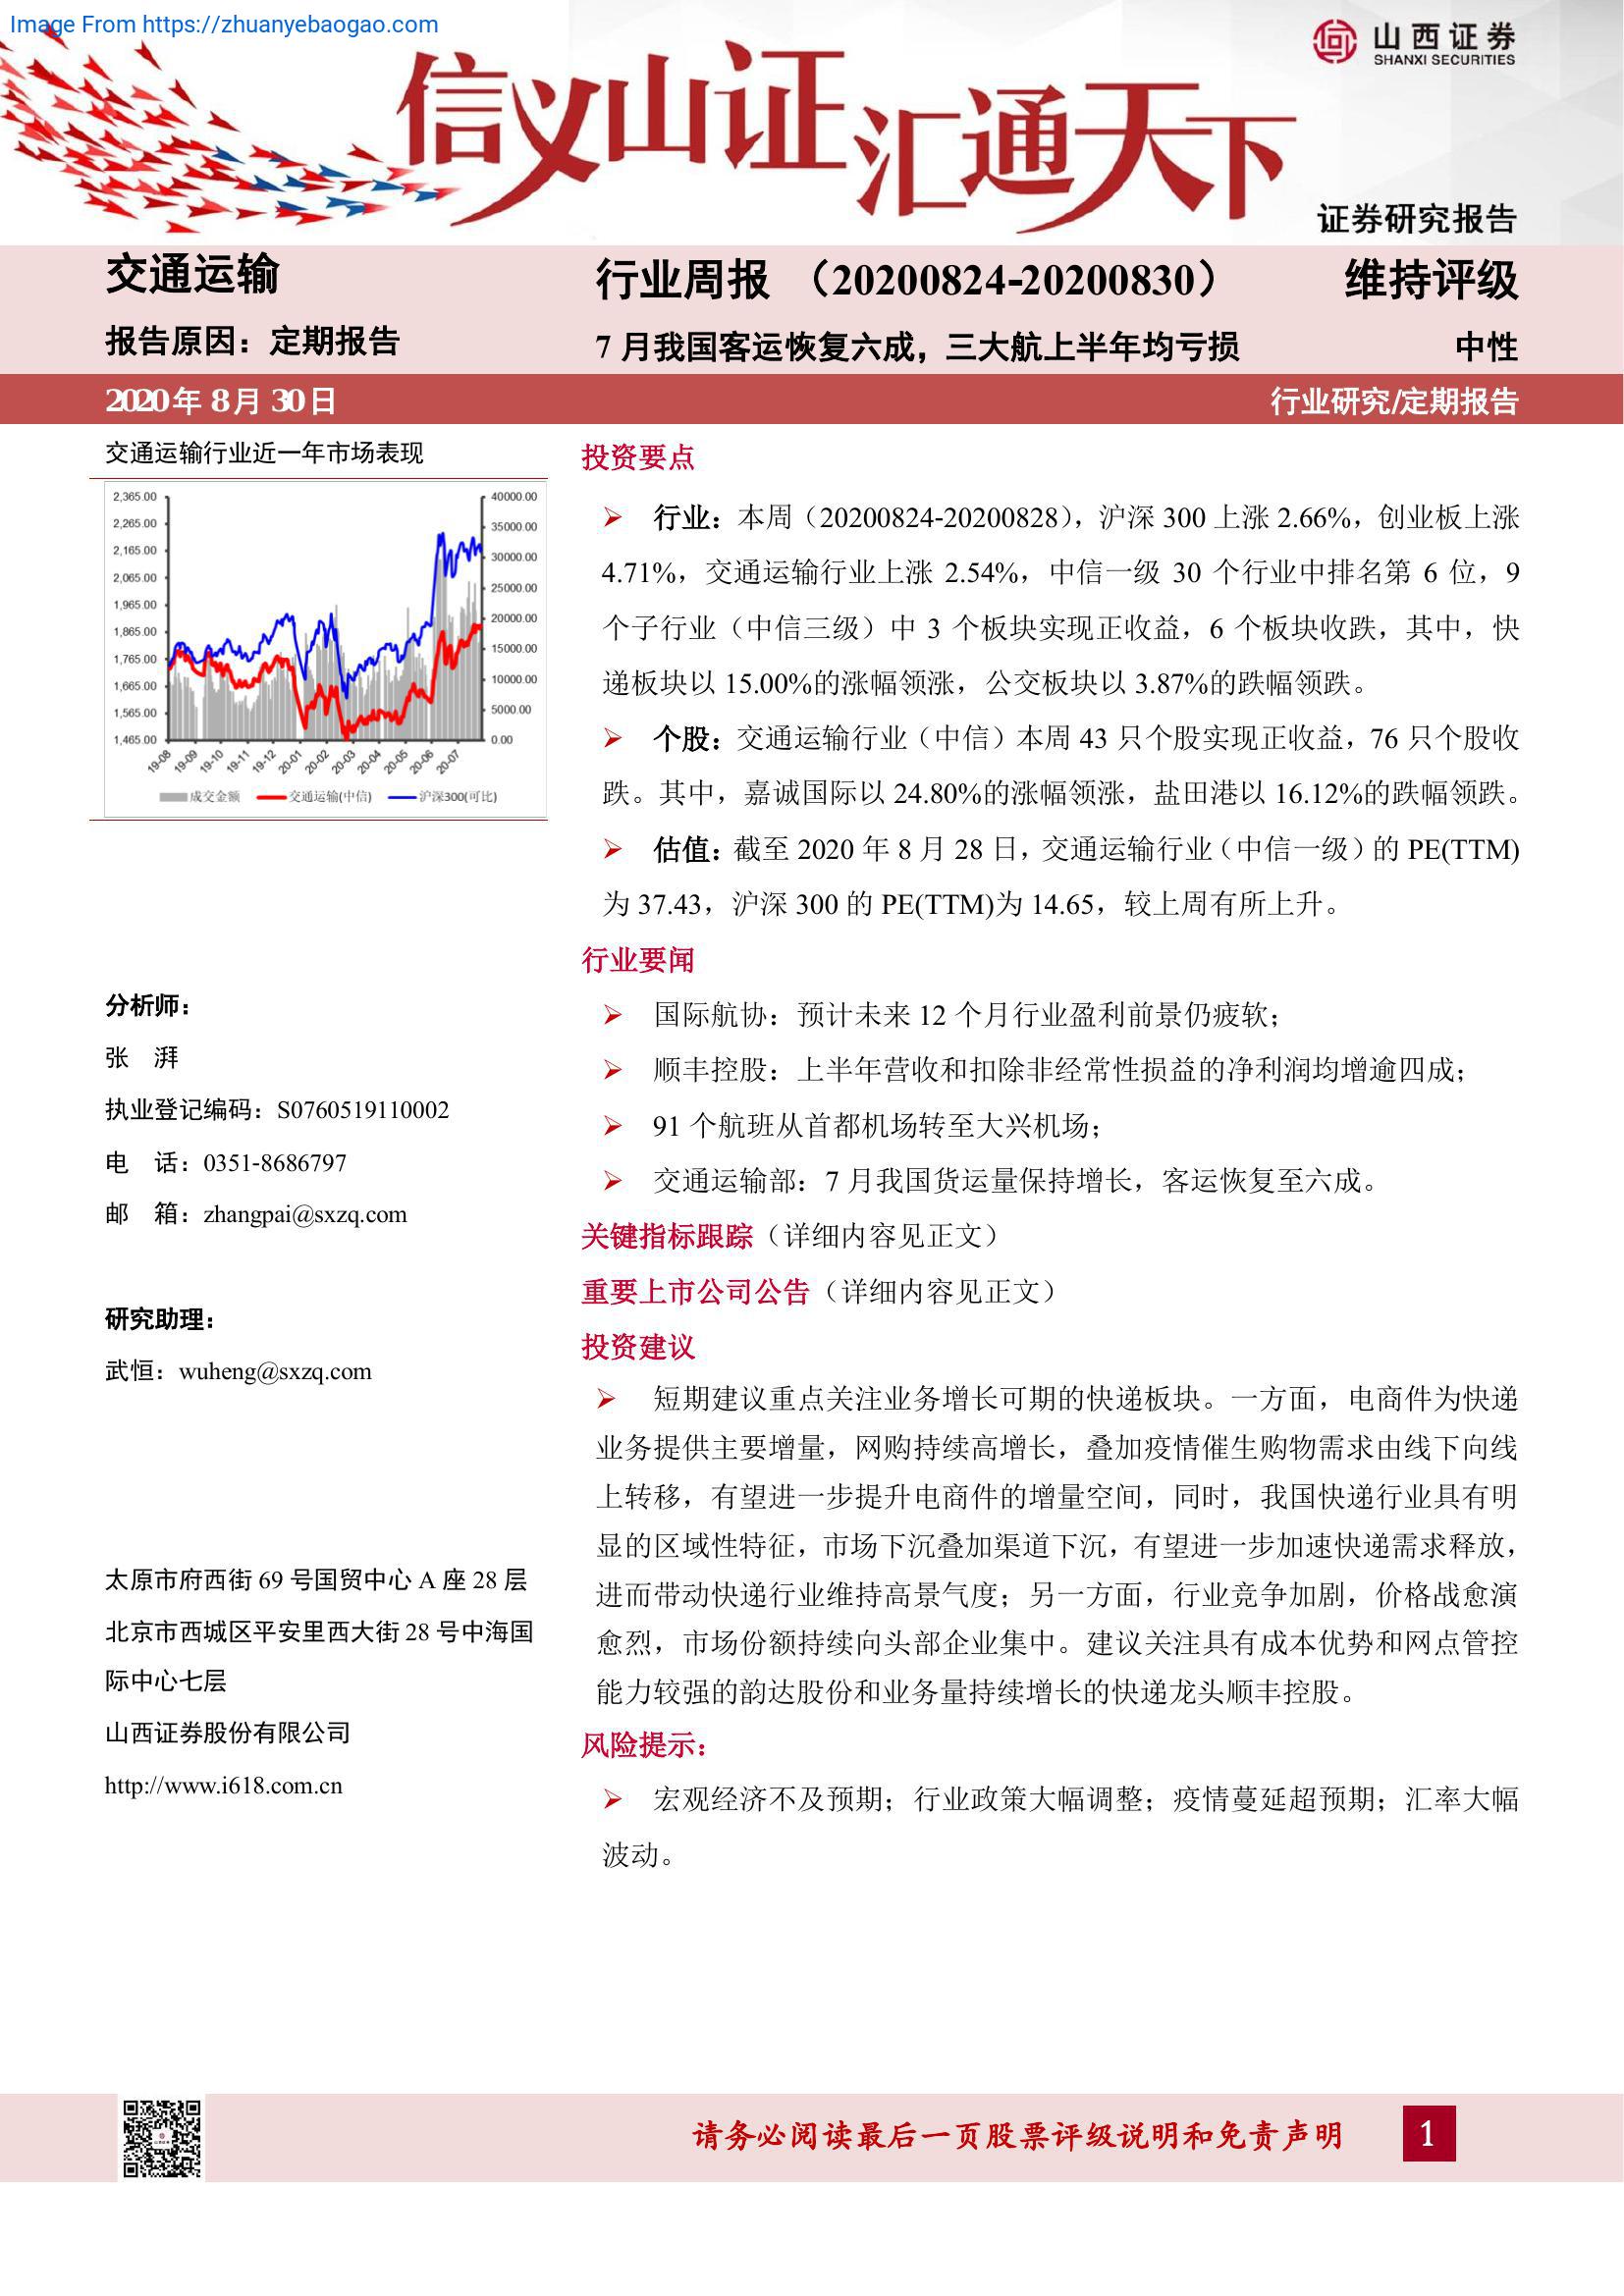 Image From https://zhuanyebaogao.com
山西证券
SHANXI SECURITIES
信义山证汇通天下
证券研究报告
交通运输
行业周报 （20200824-20200830）
维持评级
报告原因：定期报告
7 月我国客运恢复六成，三大航上半年均亏损
中性
2020 年 8 月 30 日
行业研究/定期报告
交通运输行业近一年市场表现
2,365.00
2,265.00
2,165.00
2,065.00
1,965.00
1,865.00
1,765.00
1,665.00
1,565.00
1,465.00
40000.00
35000.00
30000.00
25000.00
20000.00
15000.00
10000.00
5000.00
0.00
19-08
19-09
19-10
19-11
19-12
20-01
20-02
20-03
20-04
20-05
20-06
20-07
成交金额 交通运输(中信) 沪深300(可比)
分析师：
张 湃
执业登记编码：S0760519110002
电 话：0351-8686797
邮 箱：zhangpai@sxzq.com
研究助理：
武恒：wuheng@sxzq.com
太原市府西街 69 号国贸中心 A 座 28 层
北京市西城区平安里西大街 28 号中海国
际中心七层
山西证券股份有限公司
http://www.i618.com.cn
投资要点
➢ 行业：本周（20200824-20200828），沪深 300 上涨 2.66%，创业板上涨
4.71%，交通运输行业上涨 2.54%，中信一级 30 个行业中排名第 6 位，9
个子行业（中信三级）中 3 个板块实现正收益，6 个板块收跌，其中，快
递板块以 15.00%的涨幅领涨，公交板块以 3.87%的跌幅领跌。
➢ 个股：交通运输行业（中信）本周 43 只个股实现正收益，76 只个股收
跌。其中，嘉诚国际以 24.80%的涨幅领涨，盐田港以 16.12%的跌幅领跌。
➢ 估值：截至 2020 年 8 月 28 日，交通运输行业（中信一级）的 PE(TTM)
为 37.43，沪深 300 的 PE(TTM)为 14.65，较上周有所上升。
行业要闻
➢ 国际航协：预计未来 12 个月行业盈利前景仍疲软；
➢ 顺丰控股：上半年营收和扣除非经常性损益的净利润均增逾四成；
➢ 91 个航班从首都机场转至大兴机场；
➢ 交通运输部：7 月我国货运量保持增长，客运恢复至六成。
关键指标跟踪（详细内容见正文）
重要上市公司公告（详细内容见正文）
投资建议
➢ 短期建议重点关注业务增长可期的快递板块。一方面，电商件为快递
业务提供主要增量，网购持续高增长，叠加疫情催生购物需求由线下向线
上转移，有望进一步提升电商件的增量空间，同时，我国快递行业具有明
显的区域性特征，市场下沉叠加渠道下沉，有望进一步加速快递需求释放，
进而带动快递行业维持高景气度；另一方面，行业竞争加剧，价格战愈演
愈烈，市场份额持续向头部企业集中。建议关注具有成本优势和网点管控
能力较强的韵达股份和业务量持续增长的快递龙头顺丰控股。
风险提示：
➢ 宏观经济不及预期；行业政策大幅调整；疫情蔓延超预期；汇率大幅
波动。
请务必阅读最后一页股票评级说明和免责声明
1